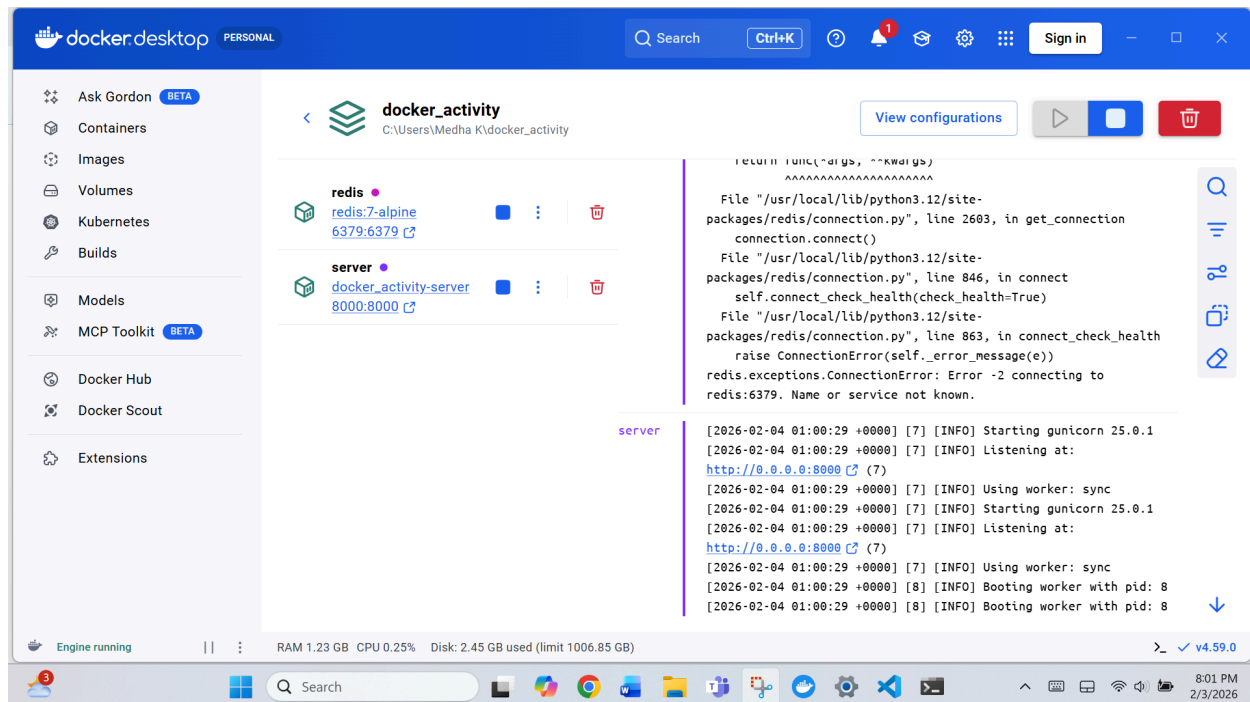 docker.desktop PERSONAL
Search Ctrl+K
1
Sign in
Ask Gordon BETA
Containers
Images
Volumes
Kubernetes
Builds
Models
MCP Toolkit BETA
Docker Hub
Docker Scout
Extensions
docker_activity
C:\Users\Medha K\docker_activity
View configurations
redis
redis:7-alpine
6379:6379
server
docker_activity-server
8000:8000
return func(*args, **kwargs)
^^^^^^^^^^^^^^^^^^^^^
File "/usr/local/lib/python3.12/site-
packages/redis/connection.py", line 2603, in get_connection
connection.connect()
File "/usr/local/lib/python3.12/site-
packages/redis/connection.py", line 846, in connect
self.connect_check_health(check_health=True)
File "/usr/local/lib/python3.12/site-
packages/redis/connection.py", line 863, in connect_check_health
raise ConnectionError(self._error_message(e))
redis.exceptions.ConnectionError: Error -2 connecting to
redis:6379. Name or service not known.
server
[2026-02-04 01:00:29 +0000] [7] [INFO] Starting gunicorn 25.0.1
[2026-02-04 01:00:29 +0000] [7] [INFO] Listening at:
http://0.0.0.0:8000 (7)
[2026-02-04 01:00:29 +0000] [7] [INFO] Using worker: sync
[2026-02-04 01:00:29 +0000] [7] [INFO] Starting gunicorn 25.0.1
[2026-02-04 01:00:29 +0000] [7] [INFO] Listening at:
http://0.0.0.0:8000 (7)
[2026-02-04 01:00:29 +0000] [7] [INFO] Using worker: sync
[2026-02-04 01:00:29 +0000] [8] [INFO] Booting worker with pid: 8
[2026-02-04 01:00:29 +0000] [8] [INFO] Booting worker with pid: 8
Engine running
RAM 1.23 GB CPU 0.25% Disk: 2.45 GB used (limit 1006.85 GB)
v4.59.0
3
Search
8:01 PM
2/3/2026